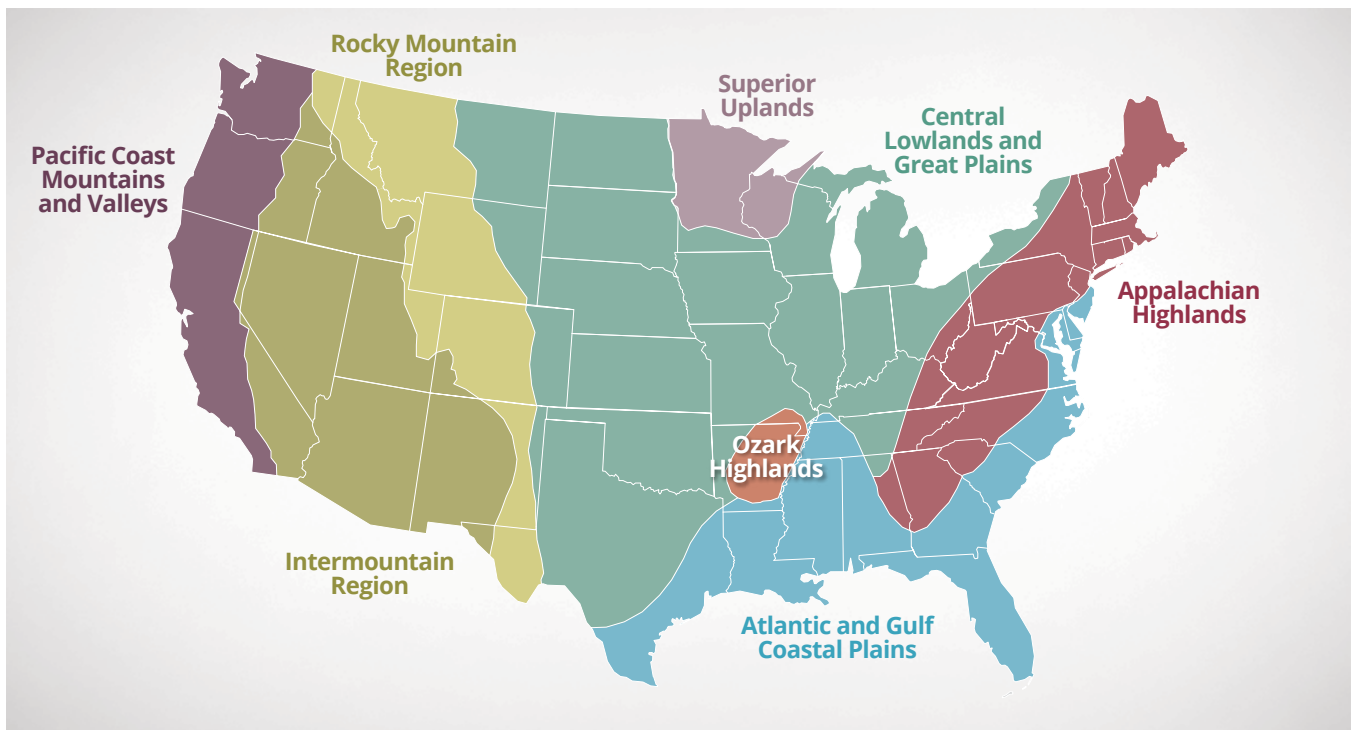 Rocky Mountain
Region
Superior
Uplands
Central
Lowlands and
Great Plains
Pacific Coast
Mountains
and Valleys
Appalachian
Highlands
Ozark
Highlands
Intermountain
Region
Atlantic and Gulf
Coastal Plains